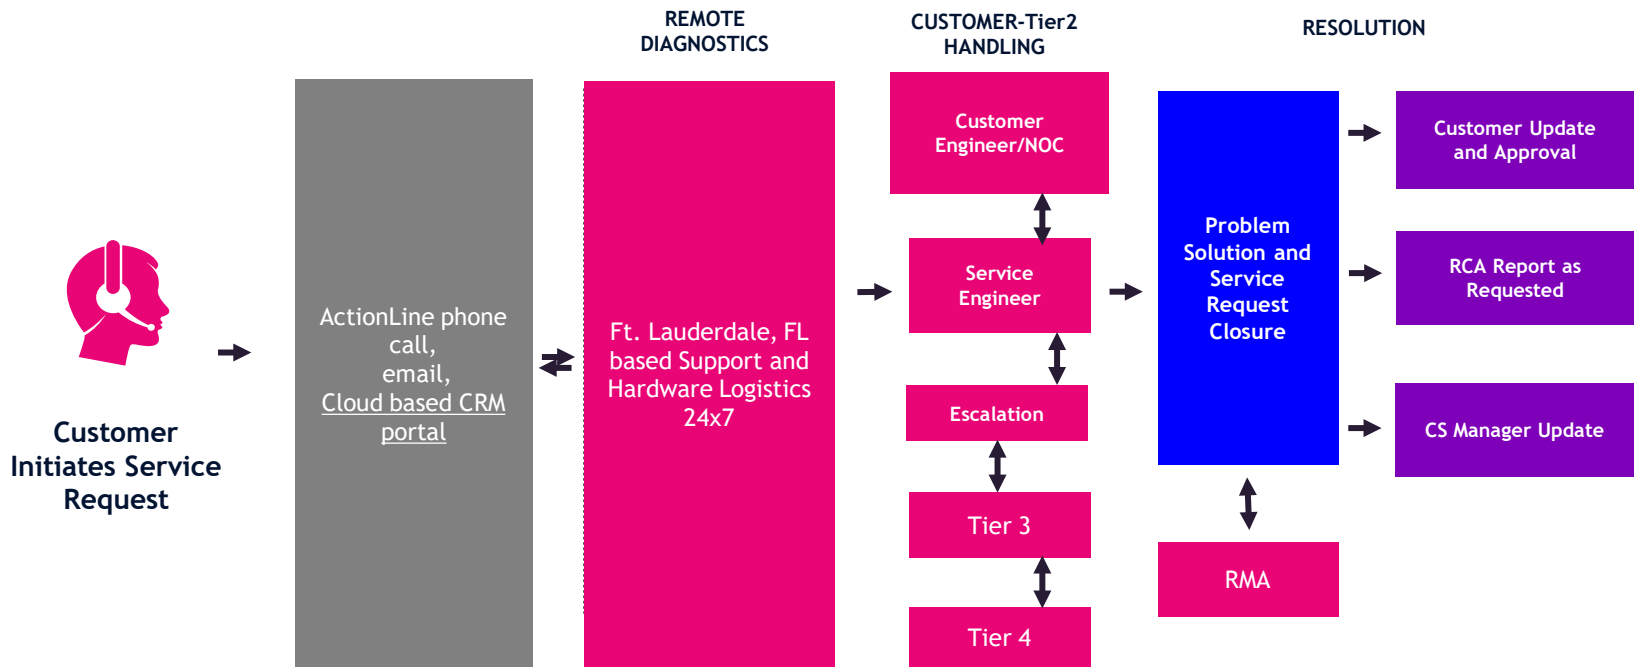 REMOTE
DIAGNOSTICS
CUSTOMER-Tier2
HANDLING
RESOLUTION
Customer
Initiates Service
Request
ActionLine phone
call,
email,
Cloud based CRM
portal
Ft. Lauderdale, FL
based Support and
Hardware Logistics
24x7
Customer
Engineer/NOC
Service
Engineer
Escalation
Tier 3
Tier 4
Problem
Solution and
Service
Request
Closure
RMA
Customer Update
and Approval
RCA Report as
Requested
CS Manager Update